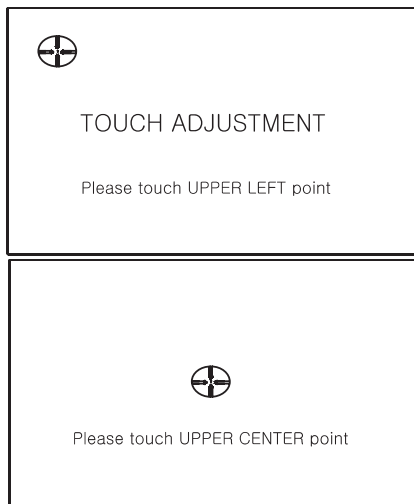 TOUCH ADJUSTMENT
Please touch UPPER LEFT point
Please touch UPPER CENTER point